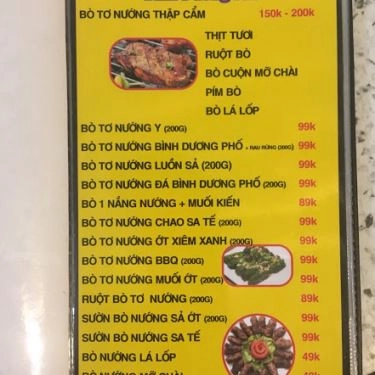 BÒ TƠ NƯỚNG THẬP CẨM 150k - 200k
THỊT TƯƠI
RUỘT BÒ
BÒ CUỘN MỠ CHÀI
PÍM BÒ
BÒ LÁ LỐP
BÒ TƠ NƯỚNG Y (200G) 99k
BÒ TƠ NƯỚNG BÌNH DƯƠNG PHỐ + RAU RỪNG (200G) 99k
BÒ TƠ NƯỚNG LUỒN SẢ (200G) 99k
BÒ TƠ NƯỚNG ĐÁ BÌNH DƯƠNG PHỐ (200G) 99k
BÒ 1 NẮNG NƯỚNG + MUỐI KIẾN 89k
BÒ TƠ NƯỚNG CHAO SA TẾ (200G) 99k
BÒ TƠ NƯỚNG ỚT XIÊM XANH (200G) 99k
BÒ TƠ NƯỚNG BBQ (200G) 99k
BÒ TƠ NƯỚNG MUỐI ỚT (200G) 99k
RUỘT BÒ TƠ NƯỚNG (200G) 89k
SƯỜN BÒ NƯỚNG SẢ ỚT (200G) 99k
SƯỜN BÒ NƯỚNG SA TẾ 99k
BÒ NƯỚNG LÁ LỐP 49k
BÒ NƯỚNG MỠ CHÀI